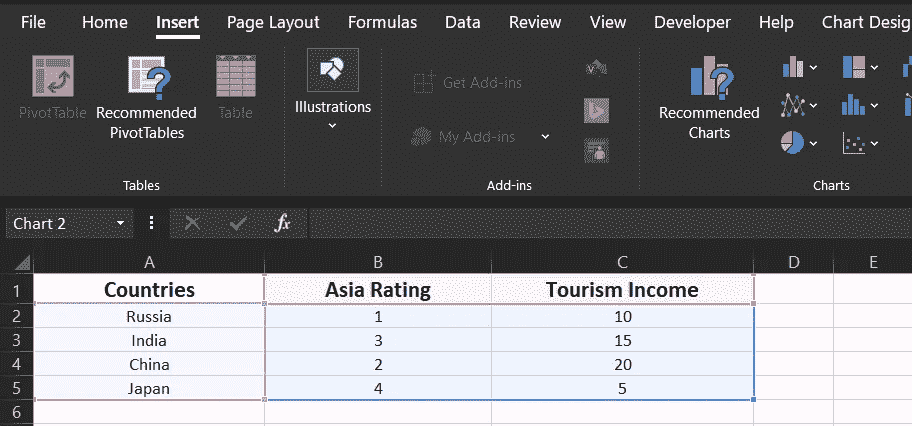 File Home Insert Page Layout Formulas Data Review View Developer Help Chart Desig
PivotTable
Recommended
PivotTables
Table
Tables
Illustrations
Get Add-ins
My Add-ins
Add-ins
Recommended
Charts
Charts
Chart 2 fx
A B C D E
1 Countries Asia Rating Tourism Income
2 Russia 1 10
3 India 3 15
4 China 2 20
5 Japan 4 5
6